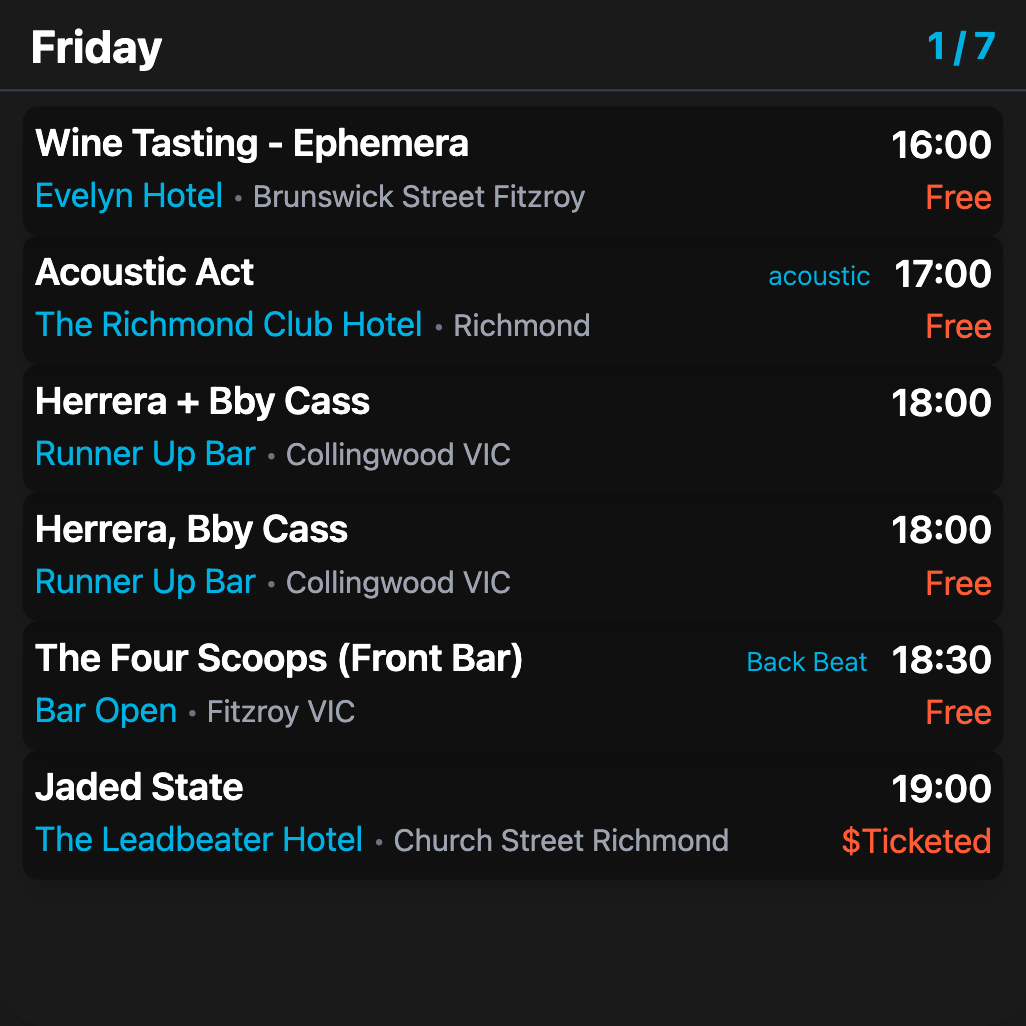 Friday 1 / 7
Wine Tasting - Ephemera 16:00
Evelyn Hotel • Brunswick Street Fitzroy Free
Acoustic Act acoustic 17:00
The Richmond Club Hotel • Richmond Free
Herrera + Bby Cass 18:00
Runner Up Bar • Collingwood VIC
Herrera, Bby Cass 18:00
Runner Up Bar • Collingwood VIC Free
The Four Scoops (Front Bar) Back Beat 18:30
Bar Open • Fitzroy VIC Free
Jaded State 19:00
The Leadbeater Hotel • Church Street Richmond $Ticketed